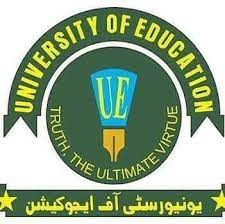 UNIVERSITY OF EDUCATION
UE
TRUTH, THE ULTIMATE VIRTUE
یونیورسٹی آف ایجوکیشن